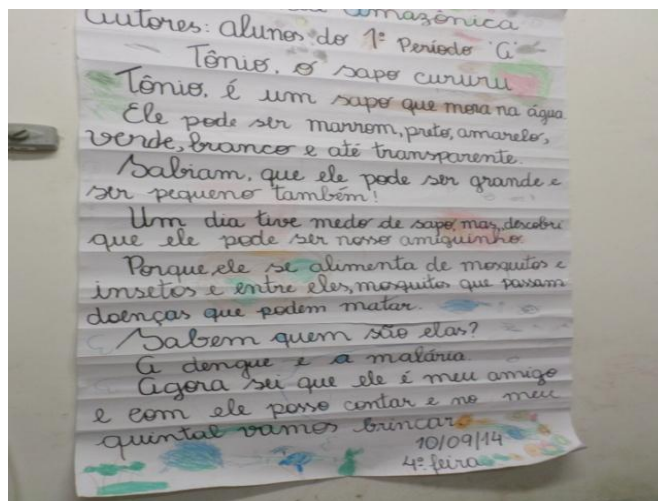 Amazônica
Autores: alunos do 1º Período "A"
Tônio, o sapo cururu
Tônio, é um sapo que mora na água.
Ele pode ser marrom, preto, amarelo,
verde, branco e até transparente.
Sabiam, que ele pode ser grande e
ser pequeno também!
Um dia tive medo de sapo, mas, descobri
que ele pode ser nosso amiguinho.
Porque, ele se alimenta de mosquitos e
insetos e entre eles, mosquitos que passam
doenças que podem matar.
Sabem quem são elas?
A dengue e a malária.
Agora sei que ele é meu amigo
e com ele posso contar e no meu
quintal vamos brincar.
10/09/14
4ª feira